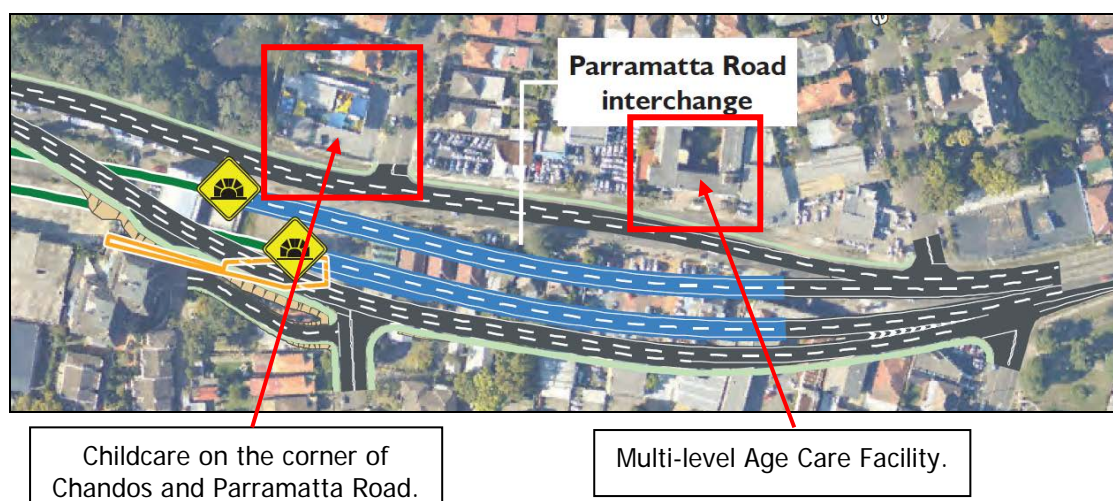 Parramatta Road
interchange
Childcare on the corner of
Chandos and Parramatta Road.
Multi-level Age Care Facility.